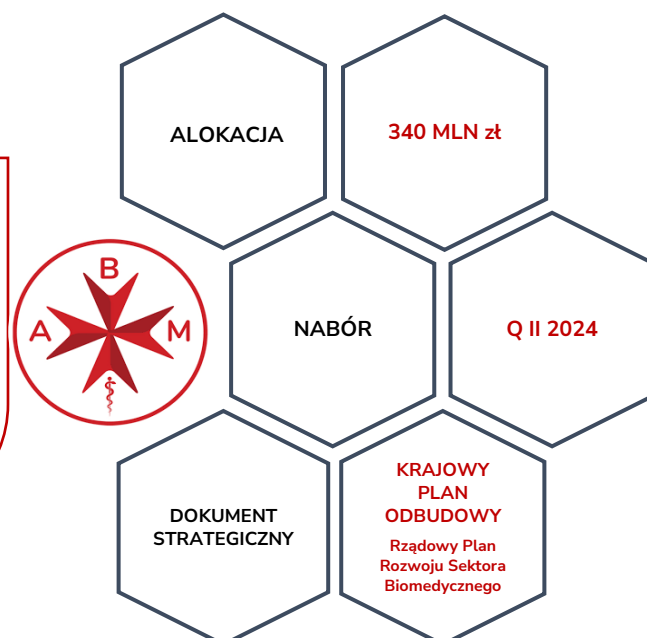 ALOKACJA
340 MLN zł
B
A
M
NABÓR
Q II 2024
DOKUMENT
STRATEGICZNY
KRAJOWY
PLAN
ODBUDOWY
Rządowy Plan
Rozwoju Sektora
Biomedycznego